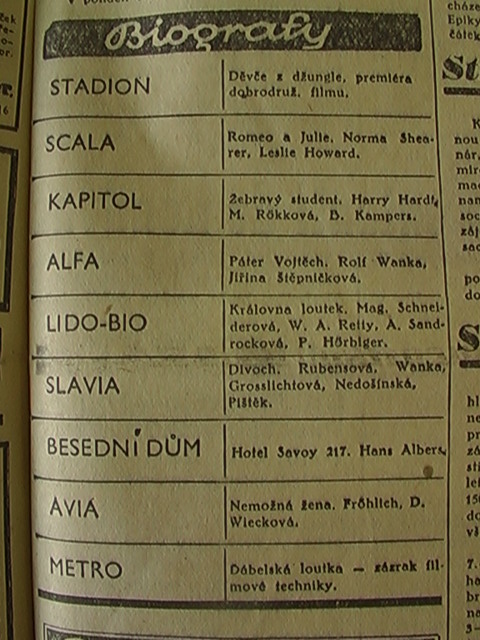 Biografy
STADION
Děvče z džungle, premiéra
dobrodruž. filmu.
SCALA
Romeo a Julie. Norma Shea-
rer, Leslie Howard.
KAPITOL
Žebravý student. Harry Hardt,
M. Rökková, B. Kampers.
ALFA
Páter Vojtěch. Rolf Wanka,
Jiřina Štěpničková.
LIDO-BIO
Královna loutek. Mag. Schnei-
derová, W. A. Retty, A. Sand-
rocková, P. Hörbiger.
SLAVIA
Divoch. Rubensová, Wanka,
Grosslichtová, Nedošínská,
Pištěk.
BESEDNÍ DŮM
Hotel Savoy 217. Hans Albers.
AVIA
Nemožná žena. Fröhlich, D.
Wiecková.
METRO
Ďábelská loutka — zázrak fil-
mové techniky.